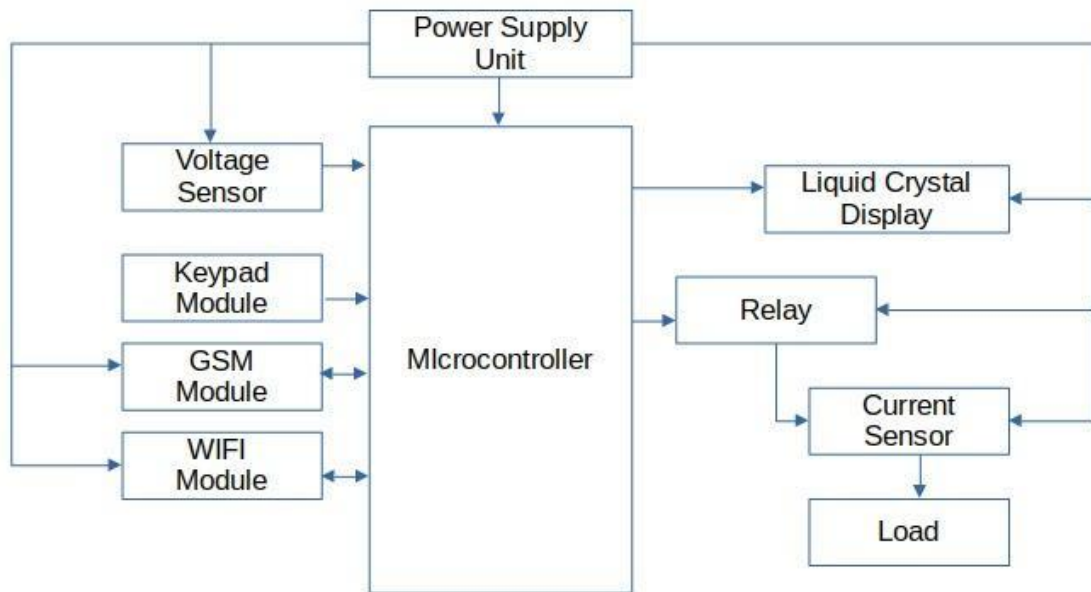 Power Supply
Unit
Voltage
Sensor
Liquid Crystal
Display
Keypad
Module
Relay
GSM
Module
MIcrocontroller
Current
Sensor
WIFI
Module
Load